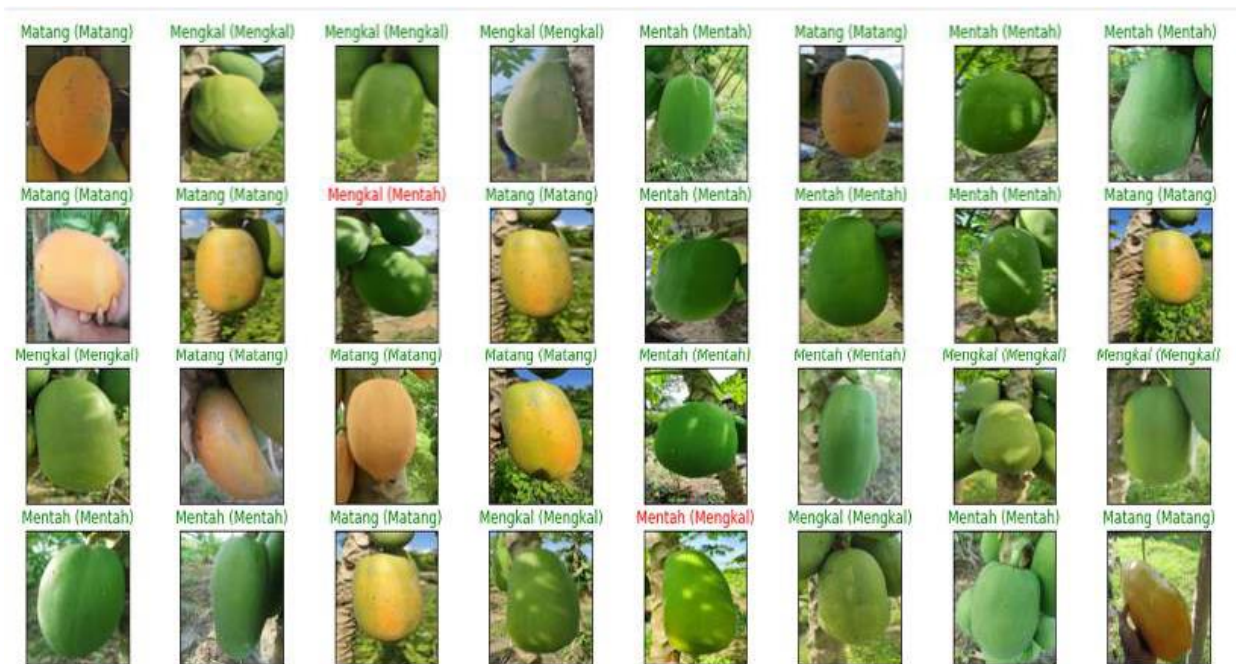 Matang (Matang) Mengkal (Mengkal) Mengkal (Mengkal) Mengkal (Mengkal) Mentah (Mentah) Matang (Matang) Mentah (Mentah) Mentah (Mentah)
Matang (Matang) Matang (Matang) Mengkal (Mentah) Matang (Matang) Mentah (Mentah) Mentah (Mentah) Mentah (Mentah) Matang (Matang)
Mengkal (Mengkal) Matang (Matang) Matang (Matang) Matang (Matang) Mentah (Mentah) Mentah (Mentah) Mengkal (Mengkal) Mengkal (Mengkal)
Mentah (Mentah) Mentah (Mentah) Matang (Matang) Mengkal (Mengkal) Mentah (Mengkal) Mengkal (Mengkal) Mentah (Mentah) Matang (Matang)